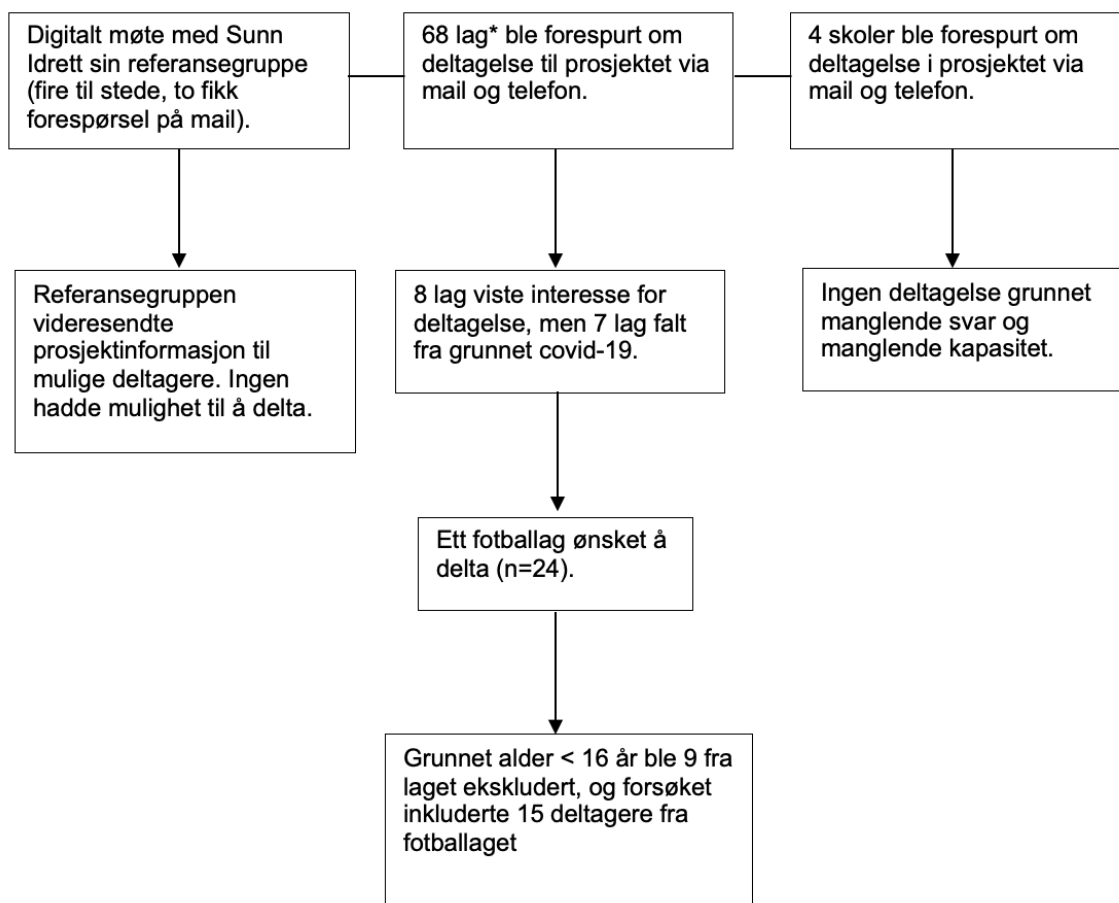 Digitalt møte med Sunn
Idrett sin referansegruppe
(fire til stede, to fikk
forespørsel på mail).
68 lag* ble forespurt om
deltagelse til prosjektet via
mail og telefon.
4 skoler ble forespurt om
deltagelse i prosjektet via
mail og telefon.
Referansegruppen
videresendte
prosjektinformasjon til
mulige deltagere. Ingen
hadde mulighet til å delta.
8 lag viste interesse for
deltagelse, men 7 lag falt
fra grunnet covid-19.
Ingen deltagelse grunnet
manglende svar og
manglende kapasitet.
Ett fotballag ønsket å
delta (n=24).
Grunnet alder < 16 år ble 9 fra
laget ekskludert, og forsøket
inkluderte 15 deltagere fra
fotballaget